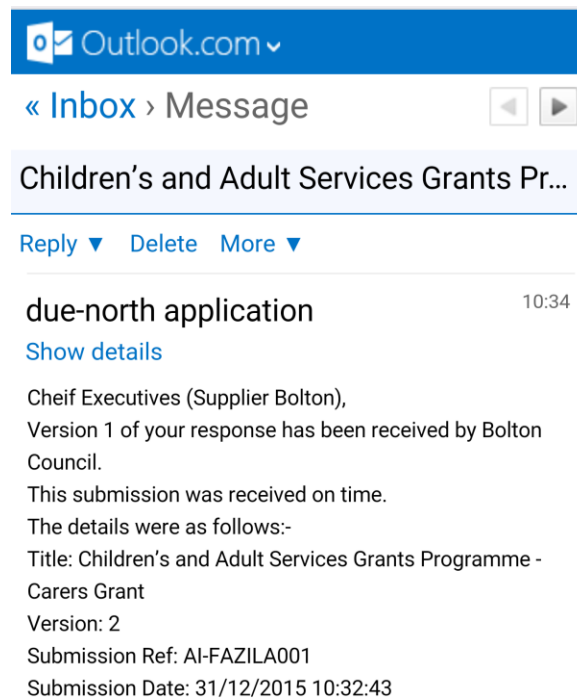 Outlook.com
« Inbox › Message
Children's and Adult Services Grants Pr...
Reply ▼ Delete More ▼
due-north application 10:34
Show details
Cheif Executives (Supplier Bolton),
Version 1 of your response has been received by Bolton
Council.
This submission was received on time.
The details were as follows:-
Title: Children's and Adult Services Grants Programme -
Carers Grant
Version: 2
Submission Ref: AI-FAZILA001
Submission Date: 31/12/2015 10:32:43